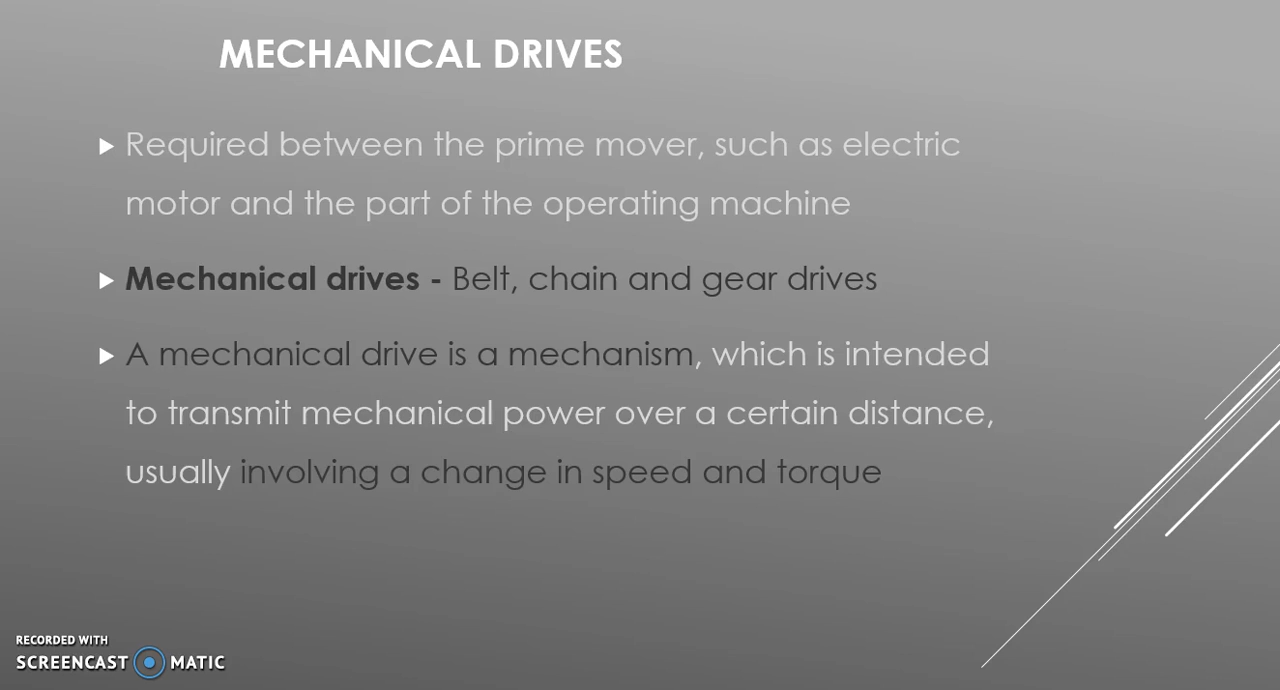 MECHANICAL DRIVES
Required between the prime mover, such as electric
motor and the part of the operating machine
Mechanical drives - Belt, chain and gear drives
A mechanical drive is a mechanism, which is intended
to transmit mechanical power over a certain distance,
usually involving a change in speed and torque
RECORDED WITH
SCREENCAST MATIC